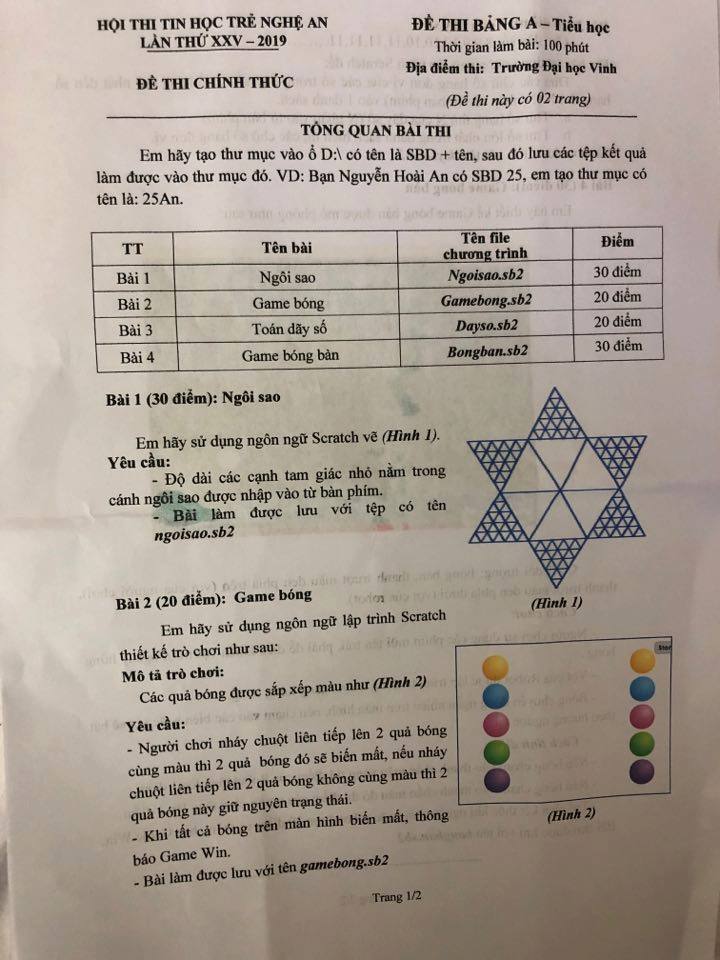 HỘI THI TIN HỌC TRẺ NGHỆ AN
LẦN THỨ XXV – 2019
ĐỀ THI CHÍNH THỨC
ĐỀ THI BẢNG A – Tiểu học
Thời gian làm bài: 100 phút
Địa điểm thi: Trường Đại học Vinh
(Đề thi này có 02 trang)
TỔNG QUAN BÀI THI
Em hãy tạo thư mục vào ổ D:\ có tên là SBD + tên, sau đó lưu các tệp kết quả
làm được vào thư mục đó. VD: Bạn Nguyễn Hoài An có SBD 25, em tạo thư mục có
tên là: 25An.
TT Tên bài Tên file chương trình Điểm
Bài 1 Ngôi sao Ngoisao.sb2 30 điểm
Bài 2 Game bóng Gamebong.sb2 20 điểm
Bài 3 Toán dãy số Dayso.sb2 20 điểm
Bài 4 Game bóng bàn Bongban.sb2 30 điểm
Bài 1 (30 điểm): Ngôi sao
Em hãy sử dụng ngôn ngữ Scratch vẽ (Hình 1).
Yêu cầu:
- Độ dài các cạnh tam giác nhỏ nằm trong
cánh ngôi sao được nhập vào từ bàn phím.
- Bài làm được lưu với tệp có tên
ngoisao.sb2
(Hình 1)
Bài 2 (20 điểm): Game bóng
Em hãy sử dụng ngôn ngữ lập trình Scratch
thiết kế trò chơi như sau:
Mô tả trò chơi:
Các quả bóng được sắp xếp màu như (Hình 2)
Yêu cầu:
- Người chơi nháy chuột liên tiếp lên 2 quả bóng
cùng màu thì 2 quả bóng đó sẽ biến mất, nếu nháy
chuột liên tiếp lên 2 quả bóng không cùng màu thì 2
quả bóng này giữ nguyên trạng thái.
- Khi tất cả bóng trên màn hình biến mất, thông
báo Game Win.
- Bài làm được lưu với tên gamebong.sb2
(Hình 2)
Trang 1/2